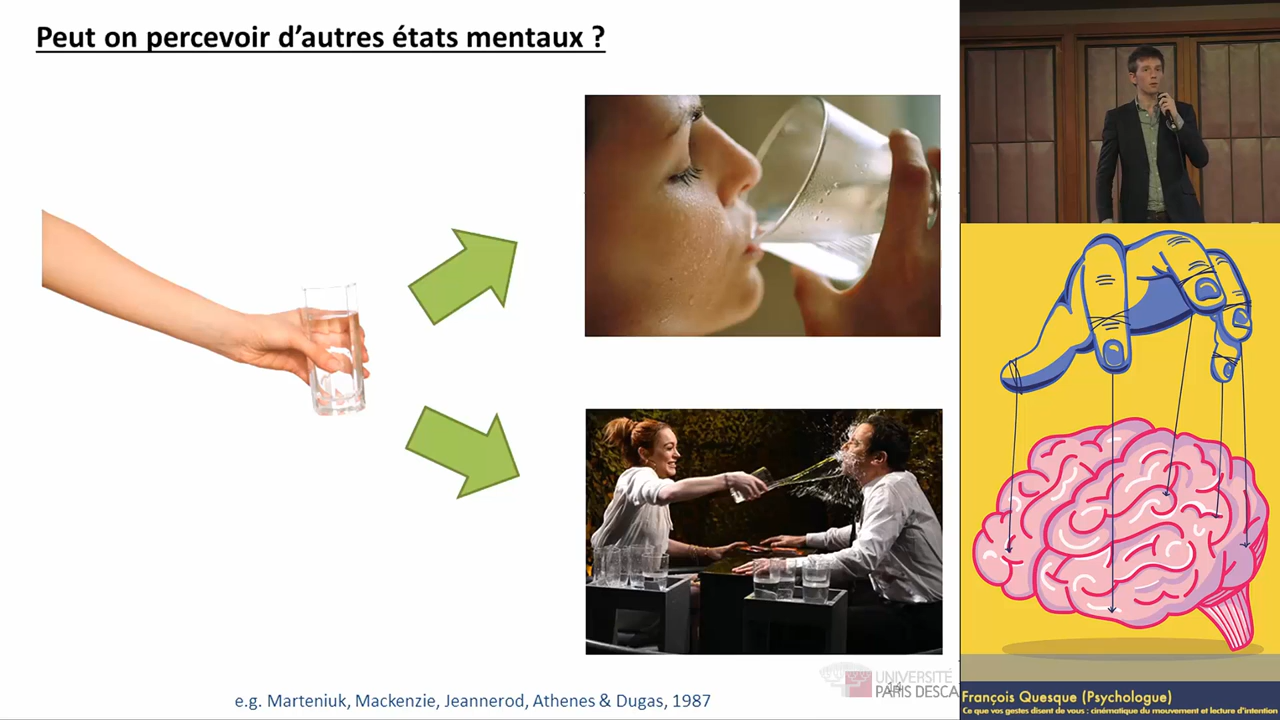 Peut on percevoir d’autres états mentaux ?
e.g. Marteniuk, Mackenzie, Jeannerod, Athenes & Dugas, 1987
UNIVERSITÉ
PARIS DESCA
François Quesque (Psychologue)
Ce que vos gestes disent de vous : cinématique du mouvement et lecture d'intention